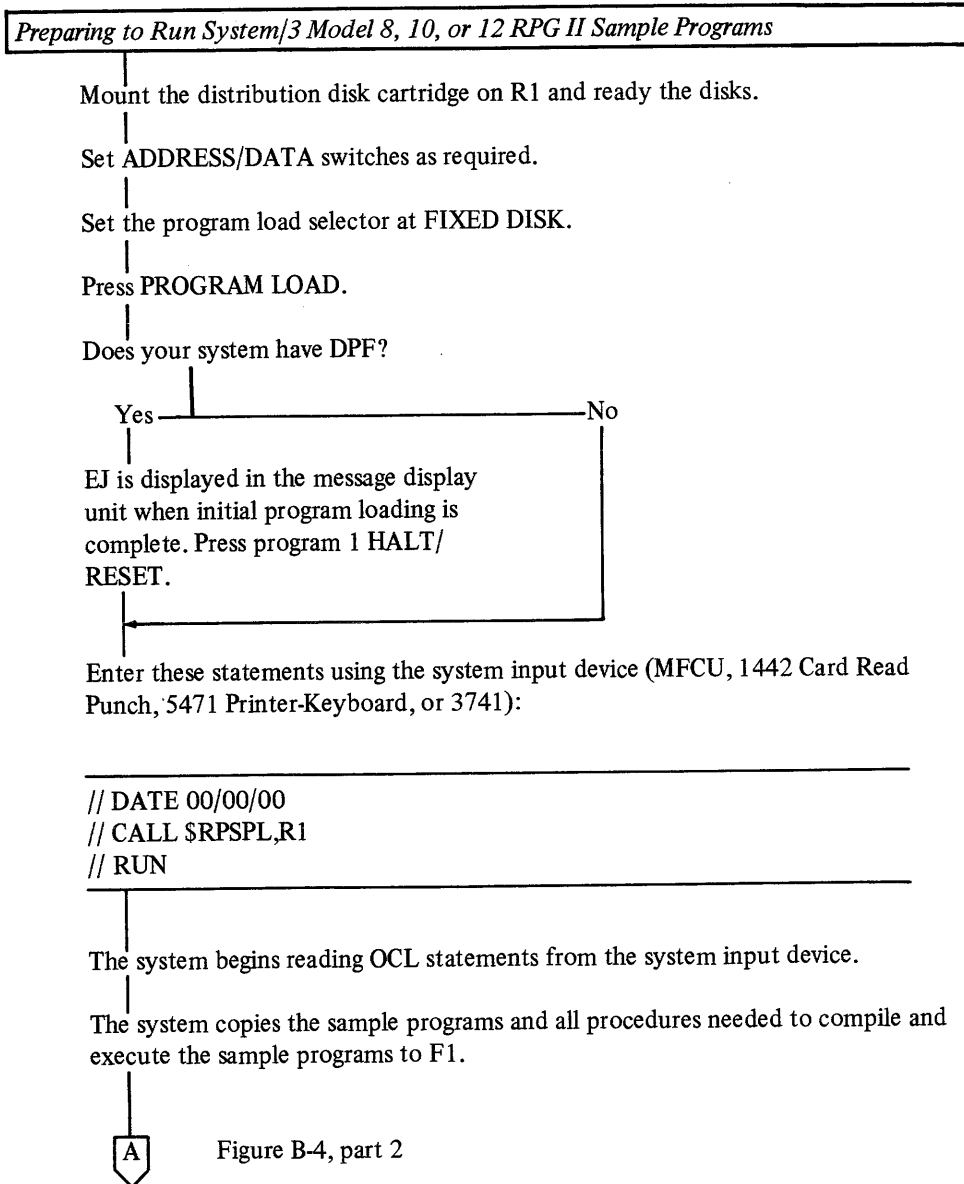 Preparing to Run System/3 Model 8, 10, or 12 RPG II Sample Programs
Mount the distribution disk cartridge on R1 and ready the disks.
Set ADDRESS/DATA switches as required.
Set the program load selector at FIXED DISK.
Press PROGRAM LOAD.
Does your system have DPF?
Yes
No
EJ is displayed in the message display
unit when initial program loading is
complete. Press program 1 HALT/
RESET.
Enter these statements using the system input device (MFCU, 1442 Card Read
Punch, 5471 Printer-Keyboard, or 3741):
// DATE 00/00/00
// CALL $RPSPL,R1
// RUN
The system begins reading OCL statements from the system input device.
The system copies the sample programs and all procedures needed to compile and
execute the sample programs to F1.
A
Figure B-4, part 2